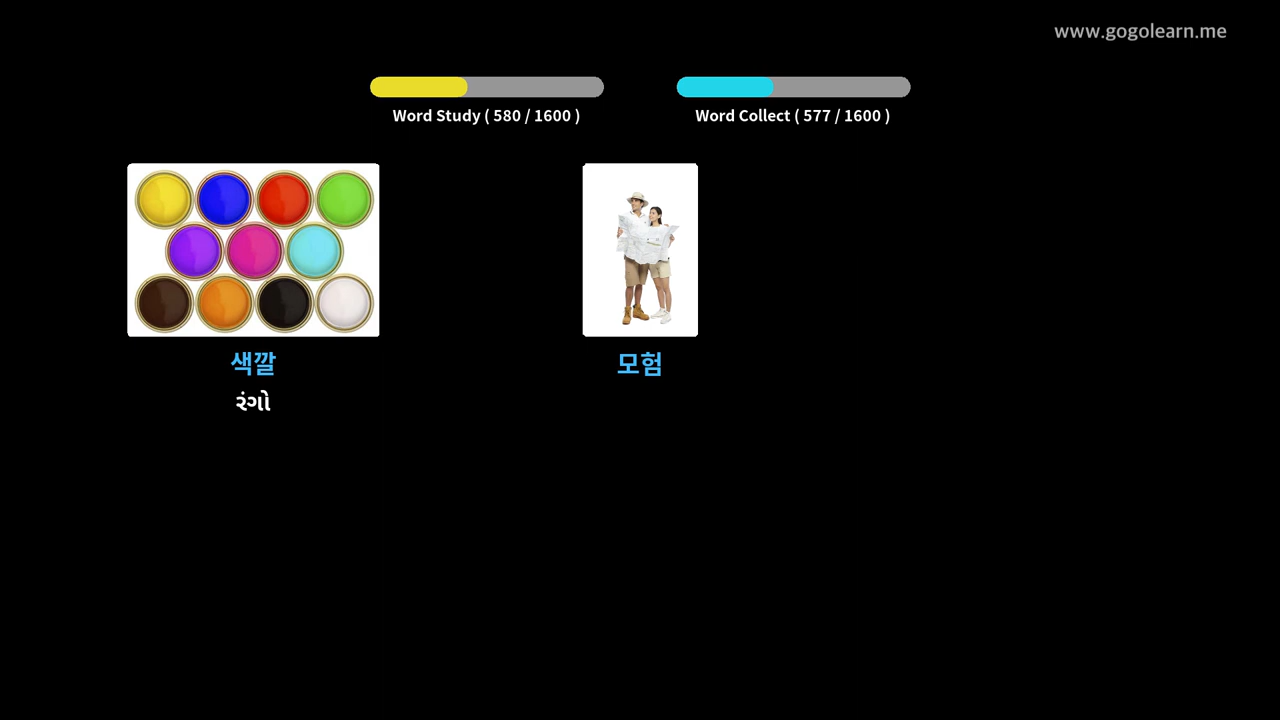 www.gogolearn.me
Word Study ( 580 / 1600 )
Word Collect ( 577 / 1600 )
색깔
모험
રંગો